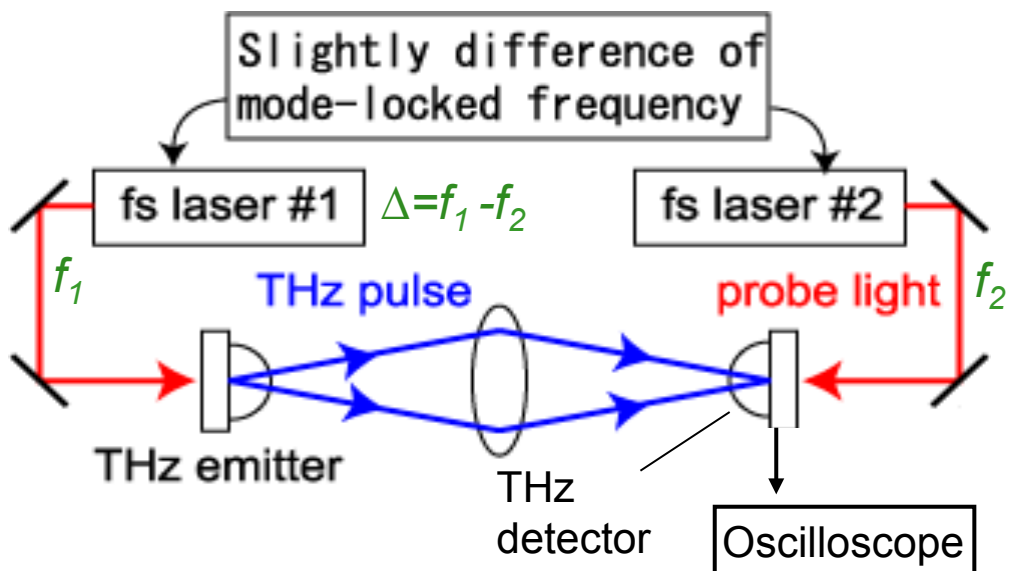 Slightly difference of
mode-locked frequency
fs laser #1
Δ=f₁ -f₂
fs laser #2
f₁
THz pulse
probe light
f₂
THz emitter
THz
detector
Oscilloscope